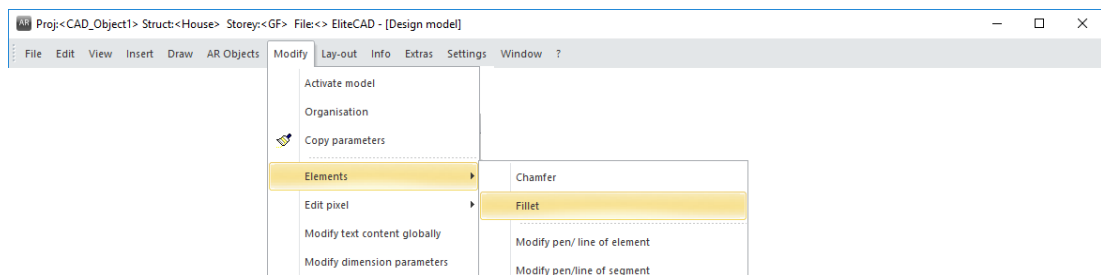 AR Proj:<CAD_Object1> Struct:<House> Storey:<GF> File:<> EliteCAD - [Design model]
File Edit View Insert Draw AR Objects Modify Lay-out Info Extras Settings Window ?
Activate model
Organisation
Copy parameters
Elements
Chamfer
Edit pixel
Fillet
Modify text content globally
Modify pen/ line of element
Modify dimension parameters
Modify pen/line of segment